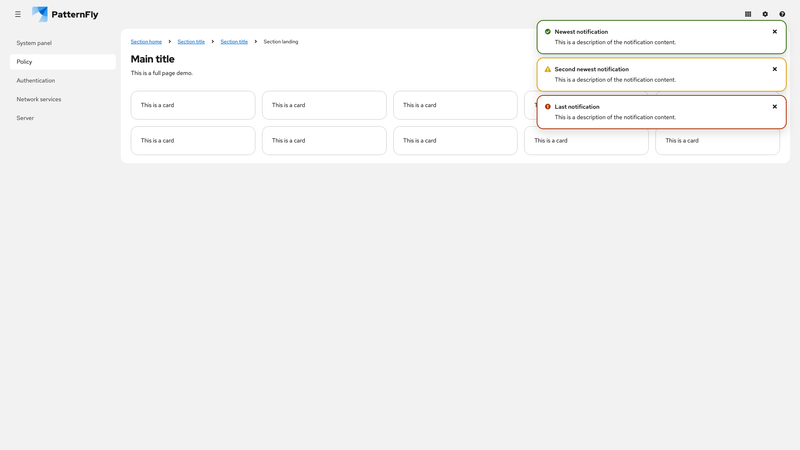 PatternFly
System panel
Policy
Authentication
Network services
Server
Section home
Section title
Section title
Section landing
Main title
This is a full page demo.
This is a card
This is a card
This is a card
This is a card
This is a card
This is a card
This is a card
This is a card
Newest notification
This is a description of the notification content.
Second newest notification
This is a description of the notification content.
Last notification
This is a description of the notification content.